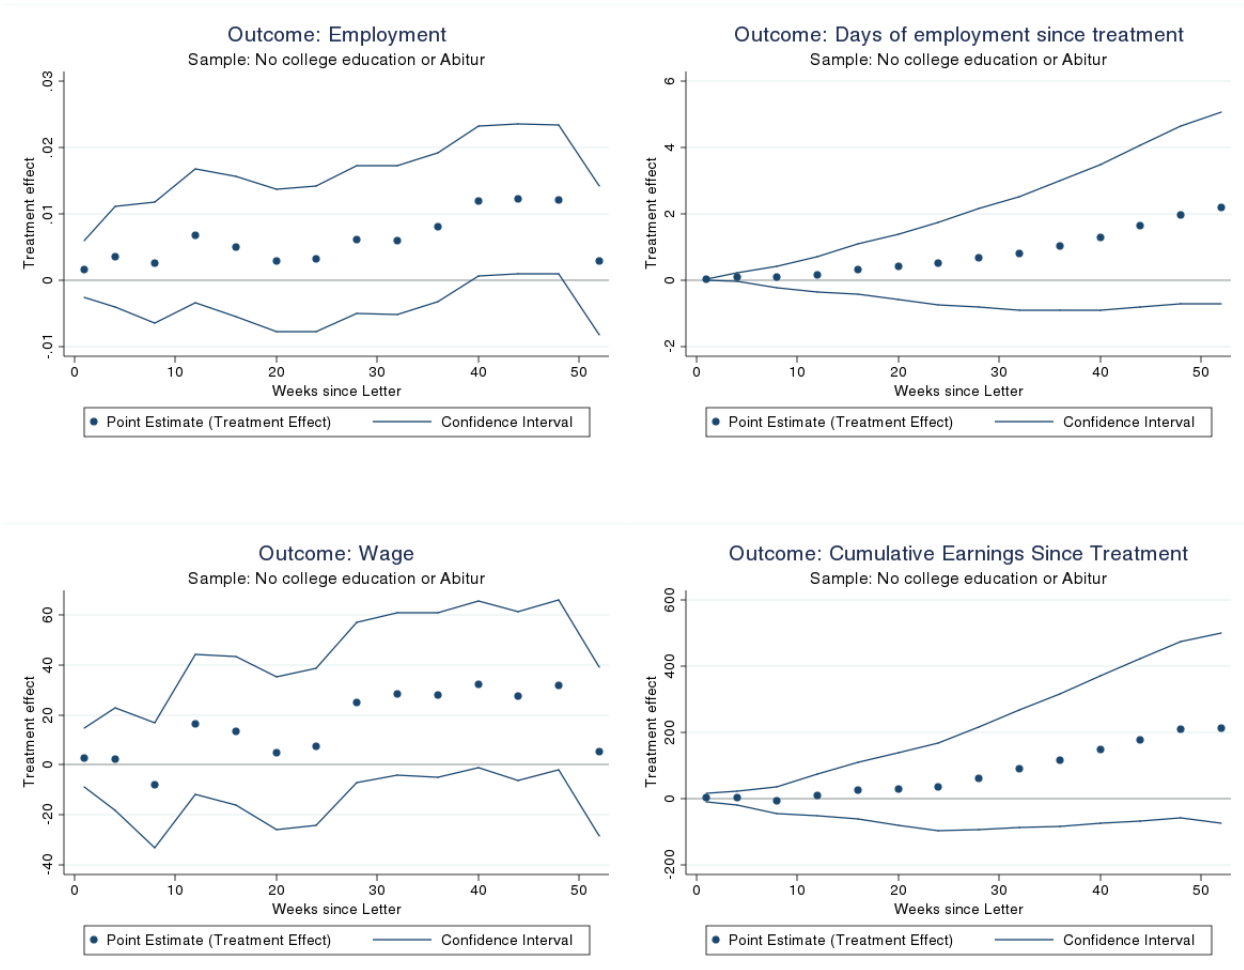 Outcome: Employment
Sample: No college education or Abitur
Treatment effect
.03
.02
.01
0
-.01
0 10 20 30 40 50
Weeks since Letter
Point Estimate (Treatment Effect) Confidence Interval
Outcome: Days of employment since treatment
Sample: No college education or Abitur
Treatment effect
6
4
2
0
-2
0 10 20 30 40 50
Weeks since Letter
Point Estimate (Treatment Effect) Confidence Interval
Outcome: Wage
Sample: No college education or Abitur
Treatment effect
60
40
20
0
-20
-40
0 10 20 30 40 50
Weeks since Letter
Point Estimate (Treatment Effect) Confidence Interval
Outcome: Cumulative Earnings Since Treatment
Sample: No college education or Abitur
Treatment effect
600
400
200
0
-200
0 10 20 30 40 50
Weeks since Letter
Point Estimate (Treatment Effect) Confidence Interval